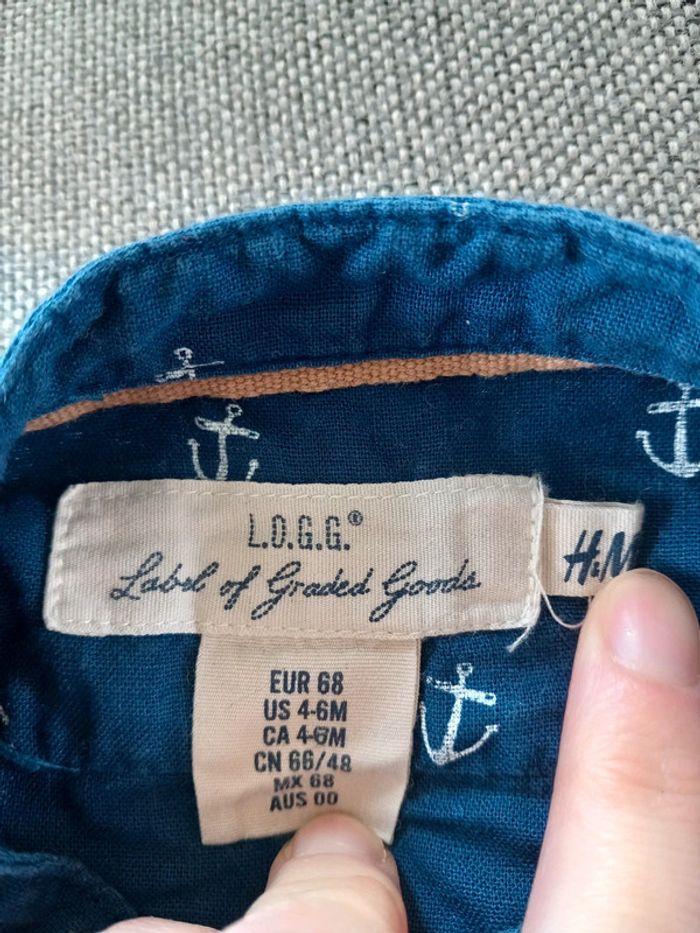 L.O.G.G.®
Label of Graded Goods
H&M
EUR 68
US 4-6M
CA 4-6M
CN 66/48
MX 68
AUS 00